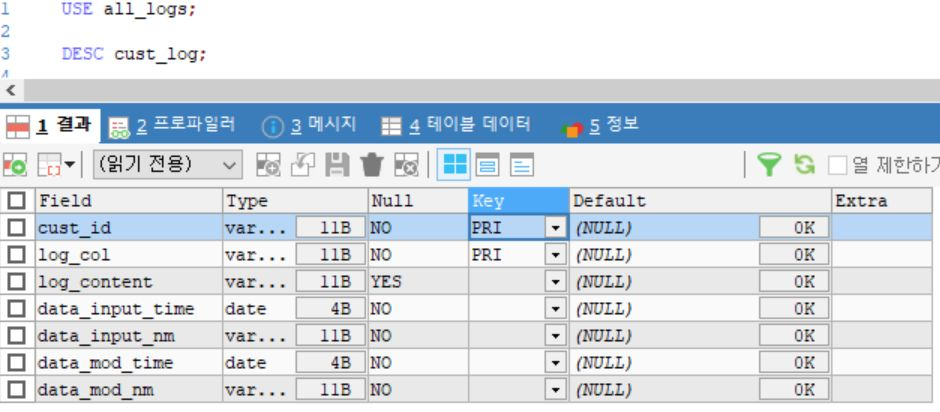 1 USE all_logs;
2
3 DESC cust_log;
4
1 결과 2 프로파일러 3 메시지 4 테이블 데이터 5 정보
(읽기 전용) 열 제한하기
Field Type Null Key Default Extra
cust_id var... 11B NO PRI (NULL) 0K
log_col var... 11B NO PRI (NULL) 0K
log_content var... 11B YES (NULL) 0K
data_input_time date 4B NO (NULL) 0K
data_input_nm var... 11B NO (NULL) 0K
data_mod_time date 4B NO (NULL) 0K
data_mod_nm var... 11B NO (NULL) 0K